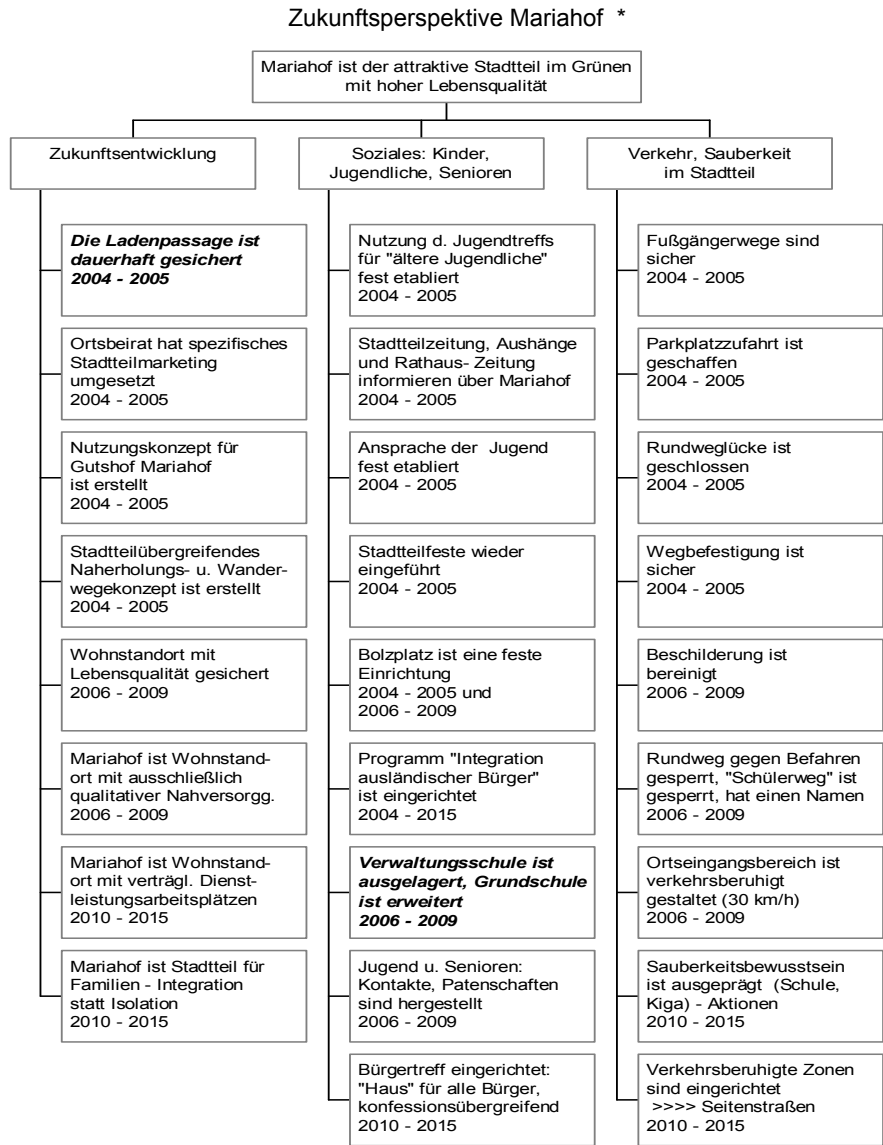 Zukunftsperspektive Mariahof *
Mariahof ist der attraktive Stadtteil im Grünen
mit hoher Lebensqualität
Zukunftsentwicklung
Die Ladenpassage ist
dauerhaft gesichert
2004 - 2005
Ortsbeirat hat spezifisches
Stadtteilmarketing
umgesetzt
2004 - 2005
Nutzungskonzept für
Gutshof Mariahof
ist erstellt
2004 - 2005
Stadtteilübergreifendes
Naherholungs- u. Wander-
wegekonzept ist erstellt
2004 - 2005
Wohnstandort mit
Lebensqualität gesichert
2006 - 2009
Mariahof ist Wohnstand-
ort mit ausschließlich
qualitativer Nahversorgg.
2006 - 2009
Mariahof ist Wohnstand-
ort mit verträgl. Dienst-
leistungsarbeitsplätzen
2010 - 2015
Mariahof ist Stadtteil für
Familien - Integration
statt Isolation
2010 - 2015
Soziales: Kinder,
Jugendliche, Senioren
Nutzung d. Jugendtreffs
für "ältere Jugendliche"
fest etabliert
2004 - 2005
Stadtteilzeitung, Aushänge
und Rathaus- Zeitung
informieren über Mariahof
2004 - 2005
Ansprache der Jugend
fest etabliert
2004 - 2005
Stadtteilfeste wieder
eingeführt
2004 - 2005
Bolzplatz ist eine feste
Einrichtung
2004 - 2005 und
2006 - 2009
Programm "Integration
ausländischer Bürger"
ist eingerichtet
2004 - 2015
Verwaltungsschule ist
ausgelagert, Grundschule
ist erweitert
2006 - 2009
Jugend u. Senioren:
Kontakte, Patenschaften
sind hergestellt
2006 - 2009
Bürgertreff eingerichtet:
"Haus" für alle Bürger,
konfessionsübergreifend
2010 - 2015
Verkehr, Sauberkeit
im Stadtteil
Fußgängerwege sind
sicher
2004 - 2005
Parkplatzzufahrt ist
geschaffen
2004 - 2005
Rundweglücke ist
geschlossen
2004 - 2005
Wegbefestigung ist
sicher
2004 - 2005
Beschilderung ist
bereinigt
2006 - 2009
Rundweg gegen Befahren
gesperrt, "Schülerweg" ist
gesperrt, hat einen Namen
2006 - 2009
Ortseingangsbereich ist
verkehrsberuhigt
gestaltet (30 km/h)
2006 - 2009
Sauberkeitsbewusstsein
ist ausgeprägt (Schule,
Kiga) - Aktionen
2010 - 2015
Verkehrsberuhigte Zonen
sind eingerichtet
>>>> Seitenstraßen
2010 - 2015